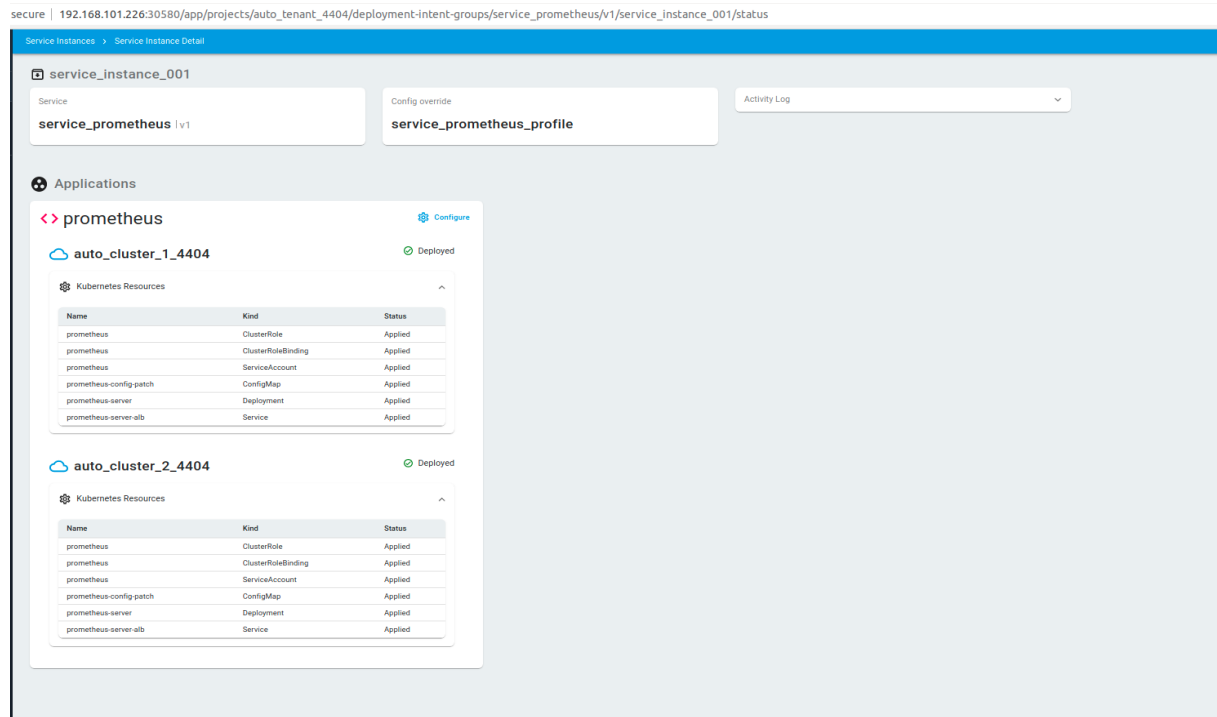 secure | 192.168.101.226:30580/app/projects/auto_tenant_4404/deployment-intent-groups/service_prometheus/v1/service_instance_001/status
Service Instances > Service Instance Detail
service_instance_001
Service
service_prometheus | v1
Config override
service_prometheus_profile
Activity Log
Applications
<> prometheus
Configure
auto_cluster_1_4404
Deployed
Kubernetes Resources
Name Kind Status
prometheus ClusterRole Applied
prometheus ClusterRoleBinding Applied
prometheus ServiceAccount Applied
prometheus-config-patch ConfigMap Applied
prometheus-server Deployment Applied
prometheus-server-alb Service Applied
auto_cluster_2_4404
Deployed
Kubernetes Resources
Name Kind Status
prometheus ClusterRole Applied
prometheus ClusterRoleBinding Applied
prometheus ServiceAccount Applied
prometheus-config-patch ConfigMap Applied
prometheus-server Deployment Applied
prometheus-server-alb Service Applied